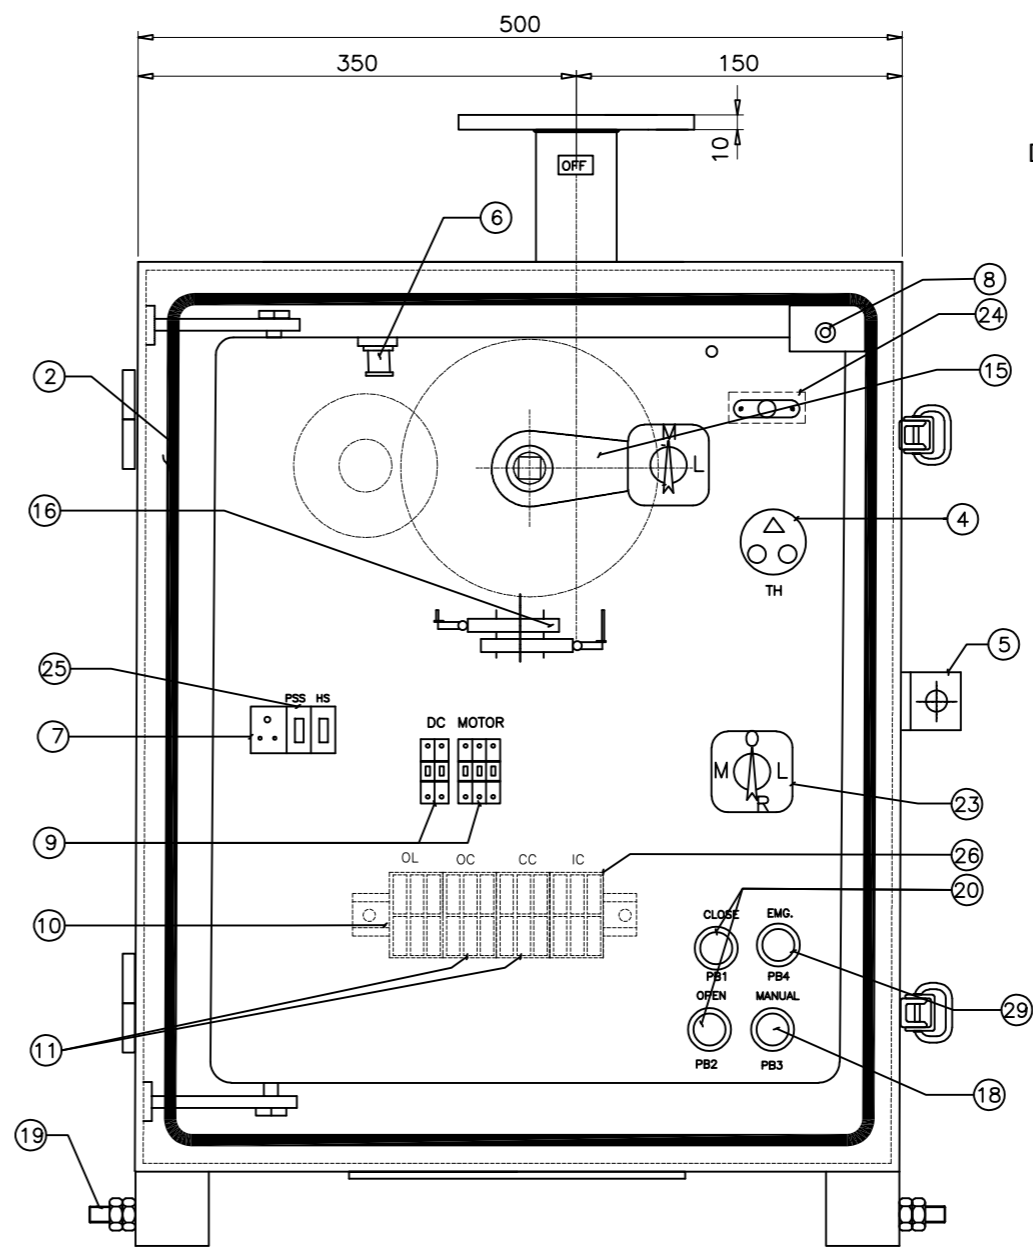 500
350 150
10
D
OFF
6
8
24
2
15
M
L
16
4
TH
5
25
PSS HS
7
DC MOTOR
O
M L
R
23
9
OL OC CC IC
26
20
10
CLOSE EMG.
PB1 PB4
OPEN MANUAL
29
11
PB2 PB3
18
19